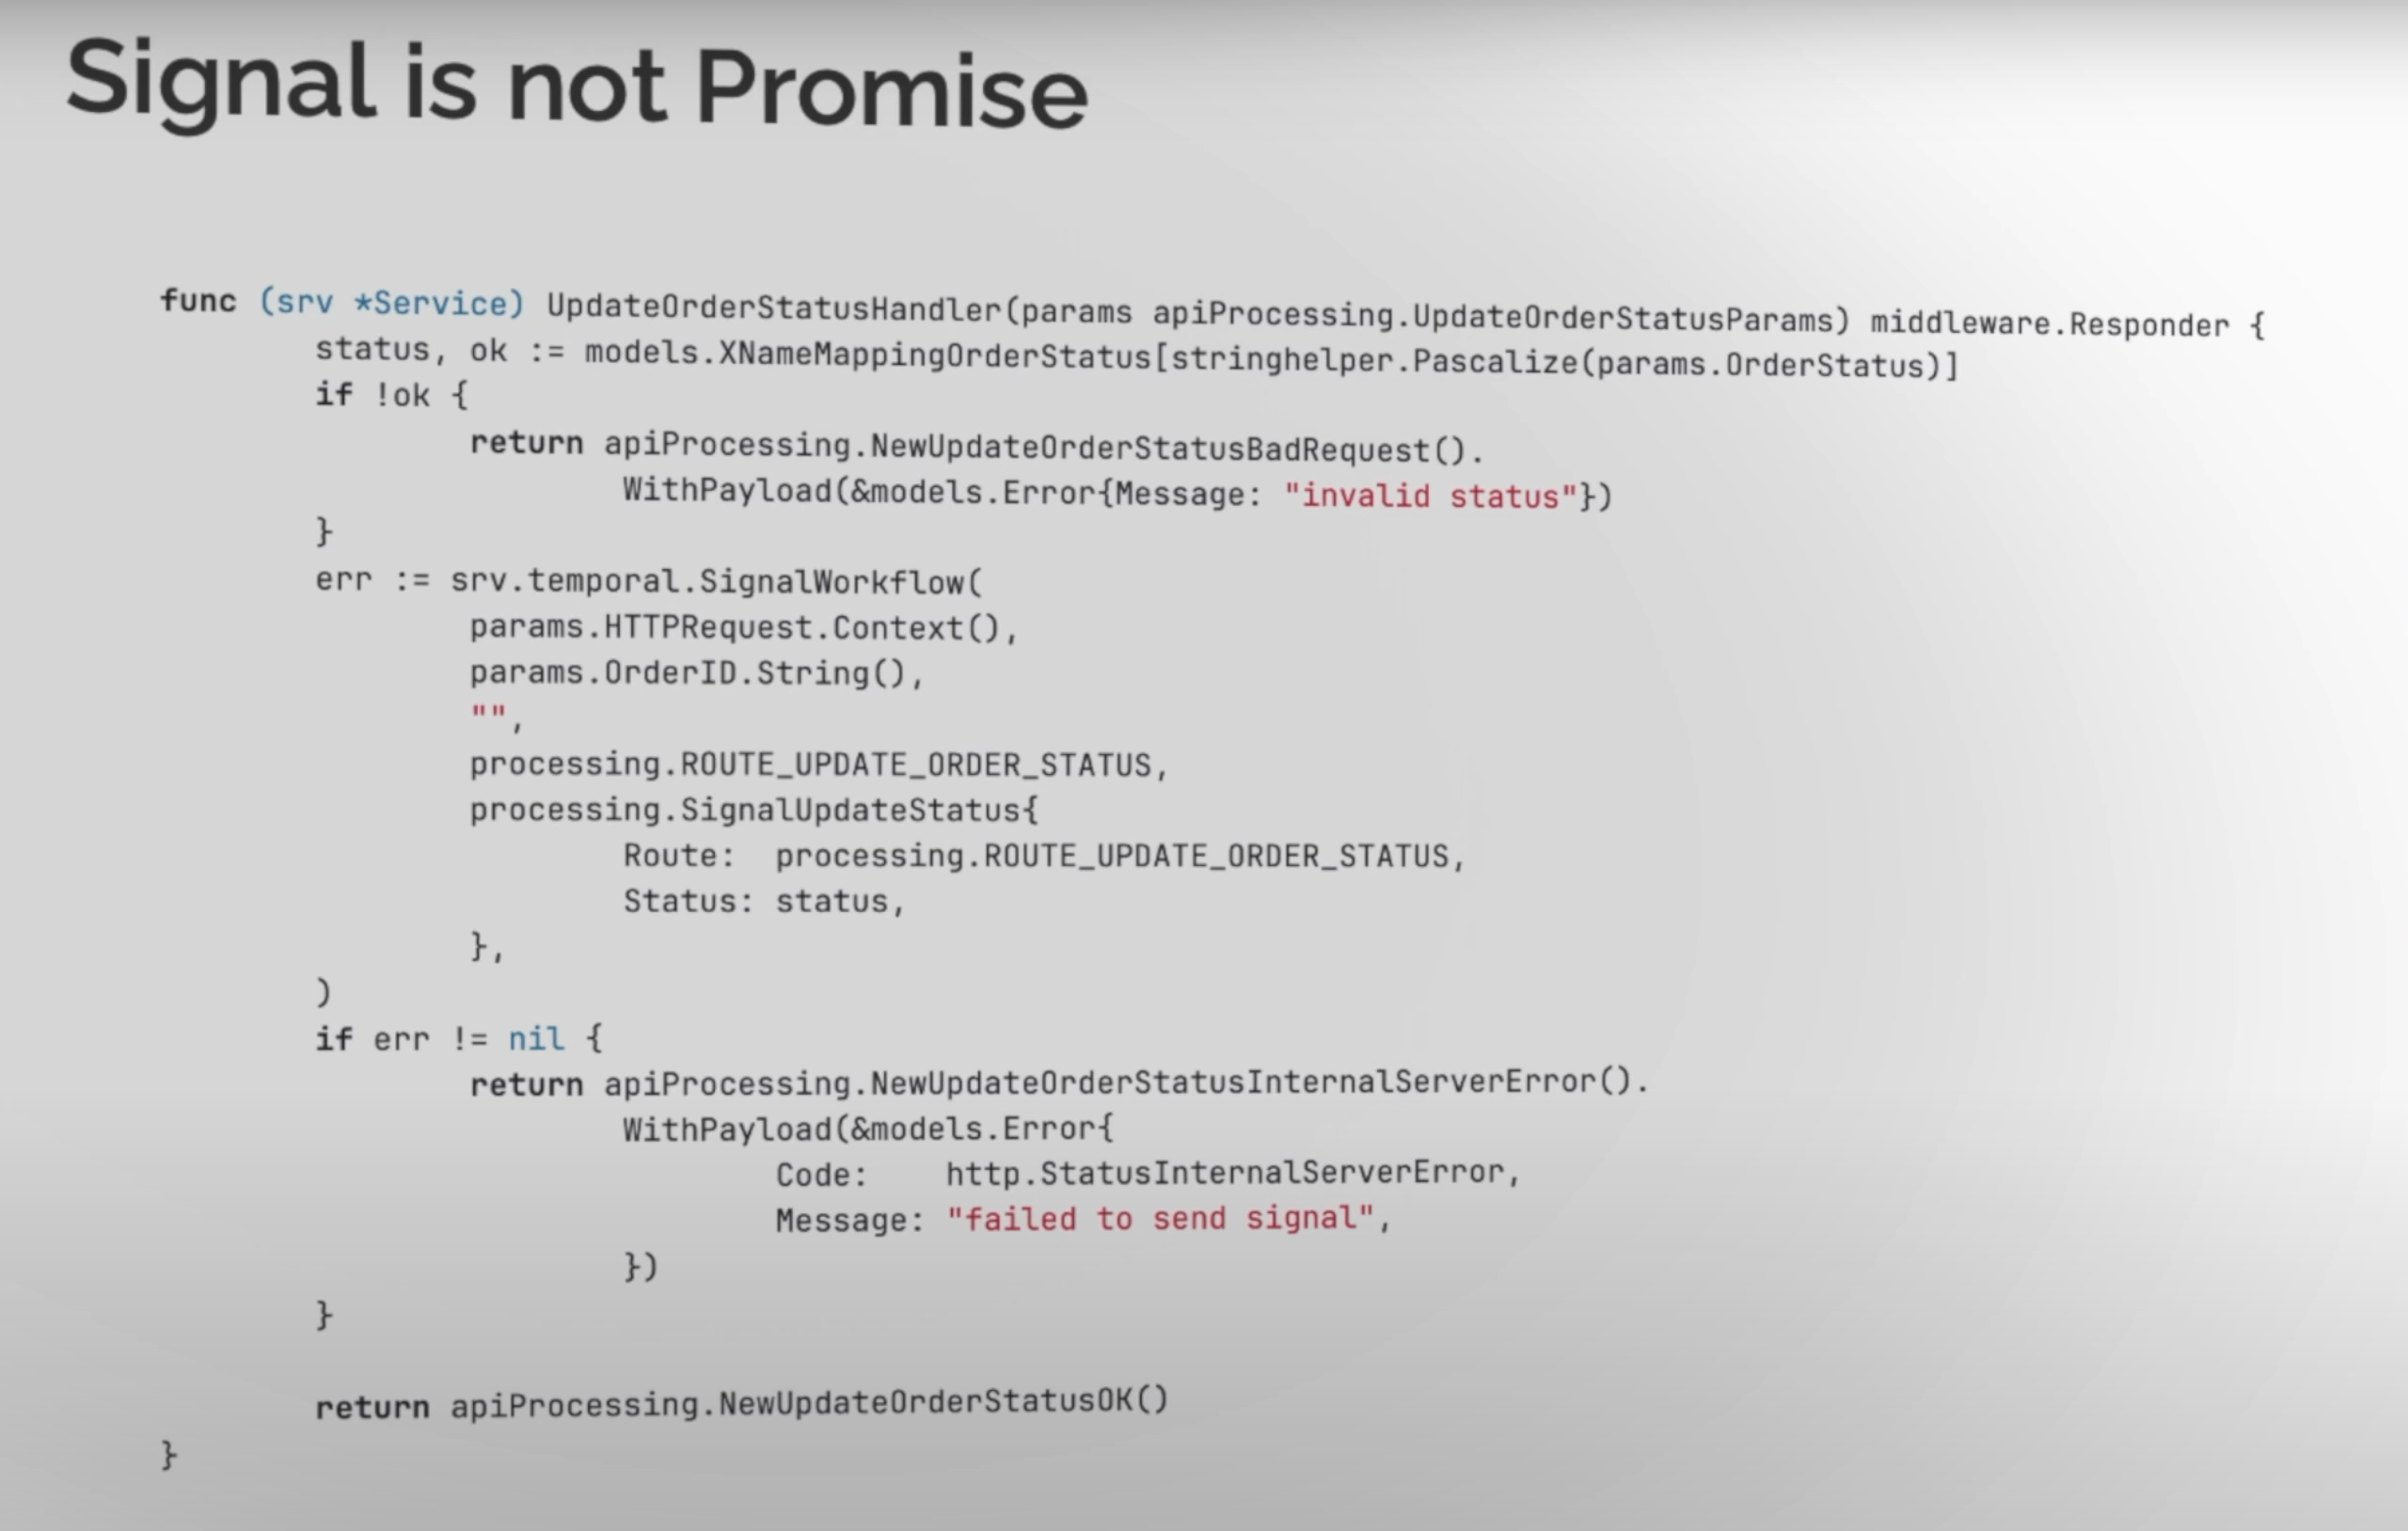 Signal is not Promise
func (srv *Service) UpdateOrderStatusHandler(params apiProcessing.UpdateOrderStatusParams) middleware.Responder {
        status, ok := models.XNameMappingOrderStatus[stringhelper.Pascalize(params.OrderStatus)]
        if !ok {
                return apiProcessing.NewUpdateOrderStatusBadRequest().
                        WithPayload(&models.Error{Message: "invalid status"})
        }
        err := srv.temporal.SignalWorkflow(
                params.HTTPRequest.Context(),
                params.OrderID.String(),
                "",
                processing.ROUTE_UPDATE_ORDER_STATUS,
                processing.SignalUpdateStatus{
                        Route:  processing.ROUTE_UPDATE_ORDER_STATUS,
                        Status: status,
                },
        )
        if err != nil {
                return apiProcessing.NewUpdateOrderStatusInternalServerError().
                        WithPayload(&models.Error{
                                Code:    http.StatusInternalServerError,
                                Message: "failed to send signal",
                        })
        }
        return apiProcessing.NewUpdateOrderStatusOK()
}